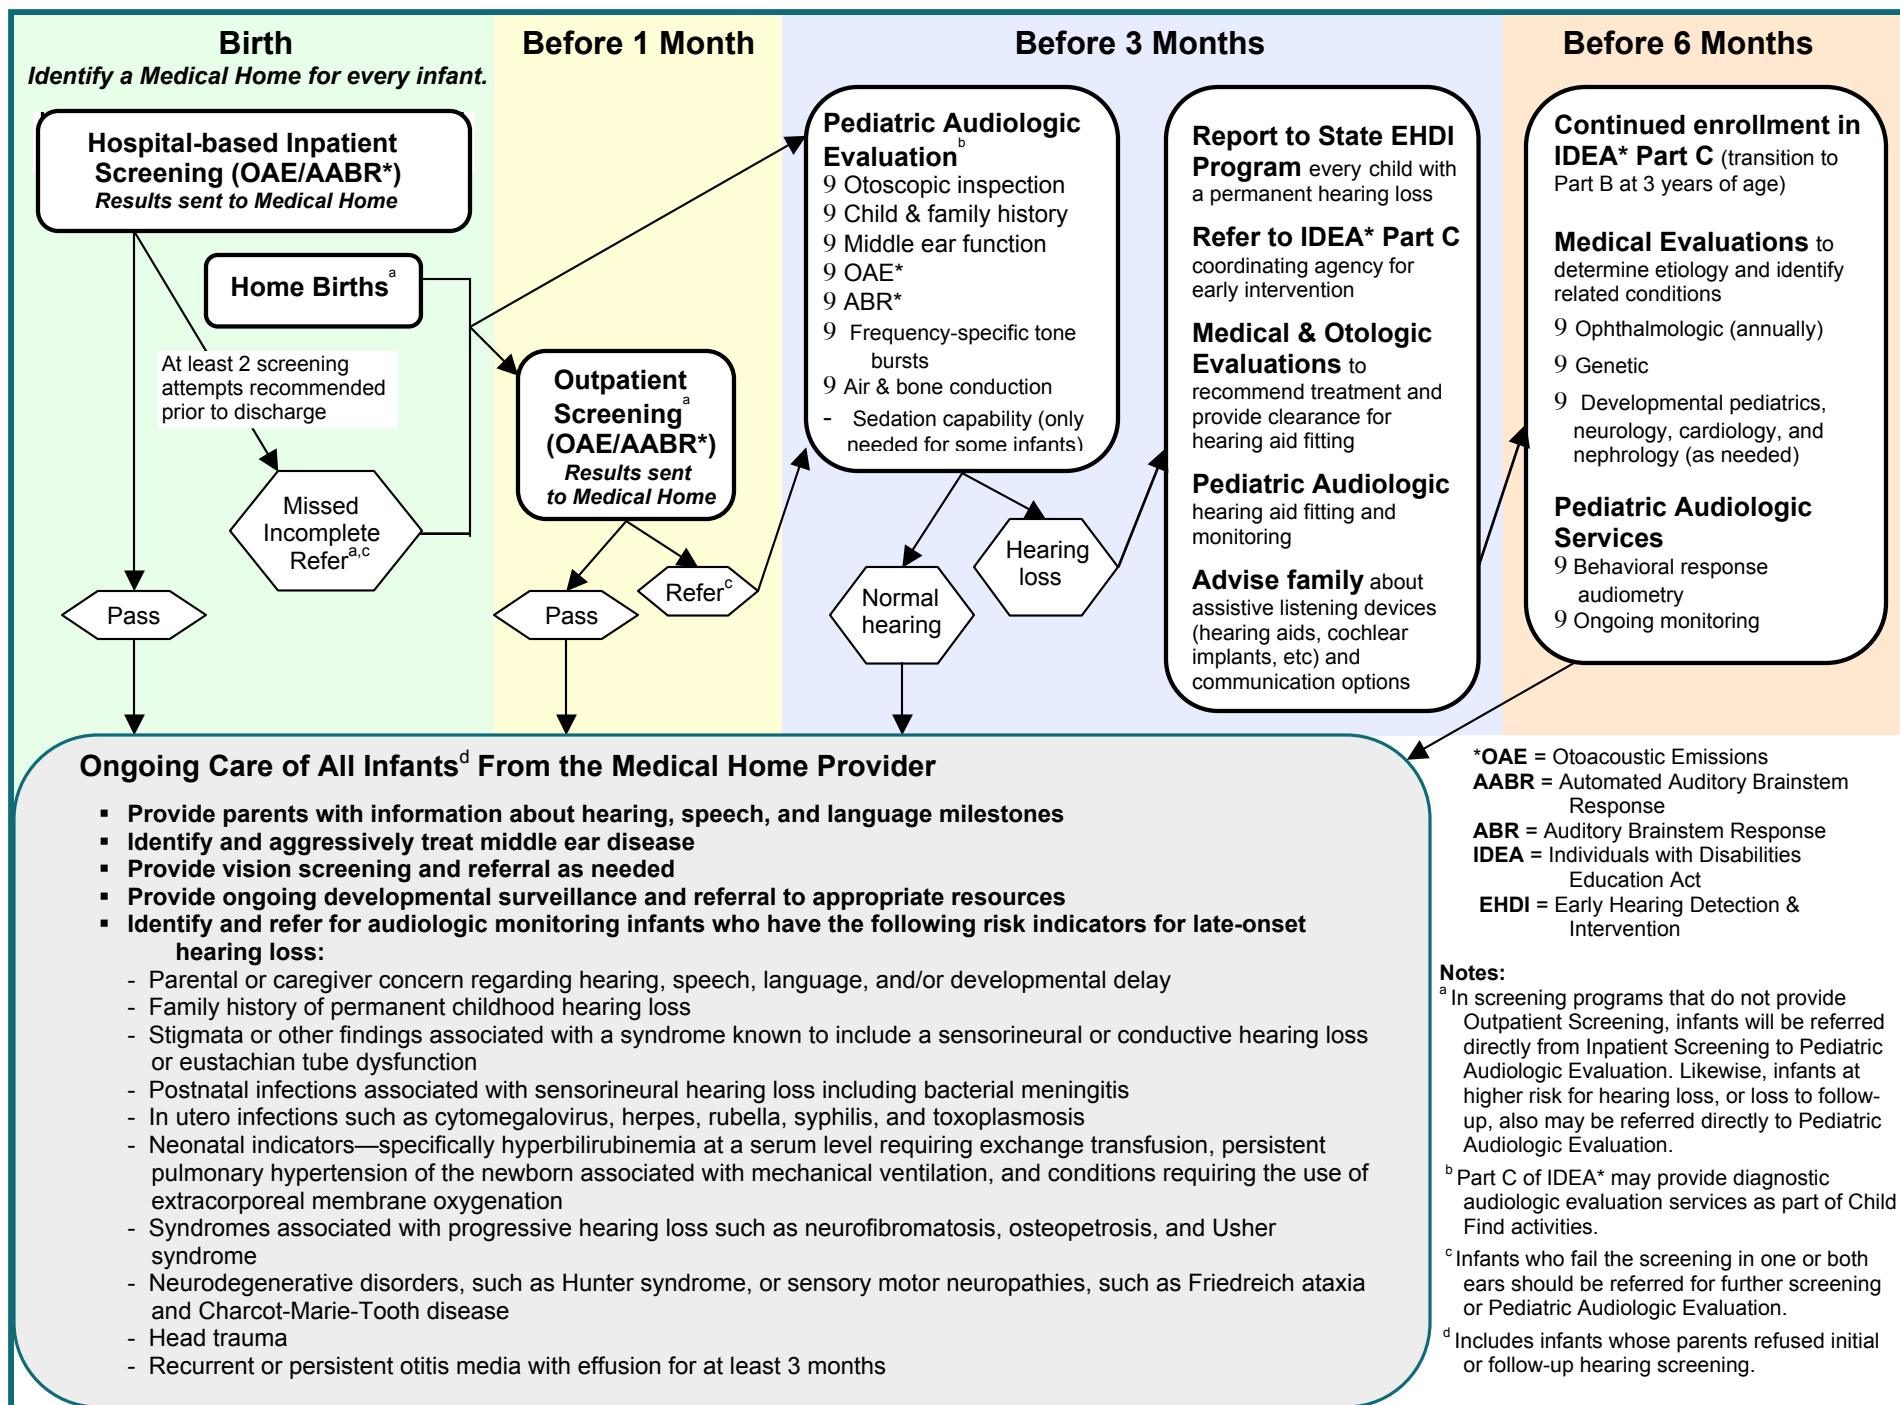 Birth
Identify a Medical Home for every infant.
Hospital-based Inpatient
Screening (OAE/AABR*)
Results sent to Medical Home
Home Births a
At least 2 screening
attempts recommended
prior to discharge
Missed
Incomplete
Refer a,c
Pass
Before 1 Month
Outpatient
Screening a
(OAE/AABR*)
Results sent
to Medical Home
Pass
Refer c
Before 3 Months
Pediatric Audiologic
Evaluation b
9 Otoscopic inspection
9 Child & family history
9 Middle ear function
9 OAE*
9 ABR*
9 Frequency-specific tone
bursts
9 Air & bone conduction
- Sedation capability (only
needed for some infants)
Normal
hearing
Hearing
loss
Report to State EHDI
Program every child with
a permanent hearing loss
Refer to IDEA* Part C
coordinating agency for
early intervention
Medical & Otologic
Evaluations to
recommend treatment and
provide clearance for
hearing aid fitting
Pediatric Audiologic
hearing aid fitting and
monitoring
Advise family about
assistive listening devices
(hearing aids, cochlear
implants, etc) and
communication options
Before 6 Months
Continued enrollment in
IDEA* Part C (transition to
Part B at 3 years of age)
Medical Evaluations to
determine etiology and identify
related conditions
9 Ophthalmologic (annually)
9 Genetic
9 Developmental pediatrics,
neurology, cardiology, and
nephrology (as needed)
Pediatric Audiologic
Services
9 Behavioral response
audiometry
9 Ongoing monitoring
Ongoing Care of All Infants d From the Medical Home Provider
▪ Provide parents with information about hearing, speech, and language milestones
▪ Identify and aggressively treat middle ear disease
▪ Provide vision screening and referral as needed
▪ Provide ongoing developmental surveillance and referral to appropriate resources
▪ Identify and refer for audiologic monitoring infants who have the following risk indicators for late-onset
hearing loss:
- Parental or caregiver concern regarding hearing, speech, language, and/or developmental delay
- Family history of permanent childhood hearing loss
- Stigmata or other findings associated with a syndrome known to include a sensorineural or conductive hearing loss
or eustachian tube dysfunction
- Postnatal infections associated with sensorineural hearing loss including bacterial meningitis
- In utero infections such as cytomegalovirus, herpes, rubella, syphilis, and toxoplasmosis
- Neonatal indicators—specifically hyperbilirubinemia at a serum level requiring exchange transfusion, persistent
pulmonary hypertension of the newborn associated with mechanical ventilation, and conditions requiring the use of
extracorporeal membrane oxygenation
- Syndromes associated with progressive hearing loss such as neurofibromatosis, osteopetrosis, and Usher
syndrome
- Neurodegenerative disorders, such as Hunter syndrome, or sensory motor neuropathies, such as Friedreich ataxia
and Charcot-Marie-Tooth disease
- Head trauma
- Recurrent or persistent otitis media with effusion for at least 3 months
*OAE = Otoacoustic Emissions
AABR = Automated Auditory Brainstem
Response
ABR = Auditory Brainstem Response
IDEA = Individuals with Disabilities
Education Act
EHDI = Early Hearing Detection &
Intervention
Notes:
a In screening programs that do not provide
Outpatient Screening, infants will be referred
directly from Inpatient Screening to Pediatric
Audiologic Evaluation. Likewise, infants at
higher risk for hearing loss, or loss to follow-
up, also may be referred directly to Pediatric
Audiologic Evaluation.
b Part C of IDEA* may provide diagnostic
audiologic evaluation services as part of Child
Find activities.
c Infants who fail the screening in one or both
ears should be referred for further screening
or Pediatric Audiologic Evaluation.
d Includes infants whose parents refused initial
or follow-up hearing screening.